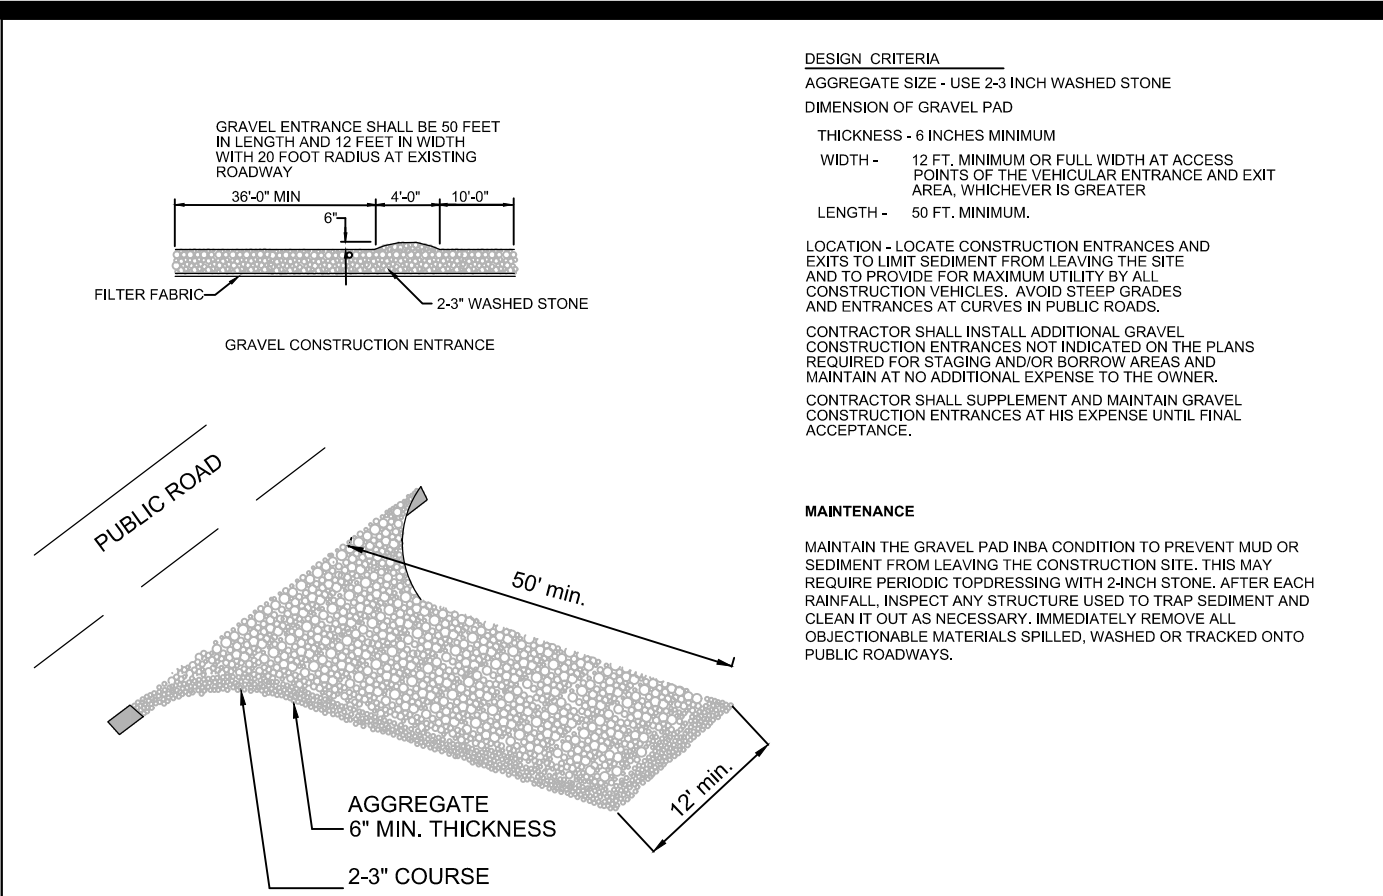 GRAVEL ENTRANCE SHALL BE 50 FEET
IN LENGTH AND 12 FEET IN WIDTH
WITH 20 FOOT RADIUS AT EXISTING
ROADWAY
36'-0" MIN
4'-0"
10'-0"
6"
FILTER FABRIC
2-3" WASHED STONE
GRAVEL CONSTRUCTION ENTRANCE
PUBLIC ROAD
50' min.
12' min.
AGGREGATE
6" MIN. THICKNESS
2-3" COURSE
DESIGN CRITERIA
AGGREGATE SIZE - USE 2-3 INCH WASHED STONE
DIMENSION OF GRAVEL PAD
THICKNESS - 6 INCHES MINIMUM
WIDTH - 12 FT. MINIMUM OR FULL WIDTH AT ACCESS
POINTS OF THE VEHICULAR ENTRANCE AND EXIT
AREA, WHICHEVER IS GREATER
LENGTH - 50 FT. MINIMUM.
LOCATION - LOCATE CONSTRUCTION ENTRANCES AND
EXITS TO LIMIT SEDIMENT FROM LEAVING THE SITE
AND TO PROVIDE FOR MAXIMUM UTILITY BY ALL
CONSTRUCTION VEHICLES. AVOID STEEP GRADES
AND ENTRANCES AT CURVES IN PUBLIC ROADS.
CONTRACTOR SHALL INSTALL ADDITIONAL GRAVEL
CONSTRUCTION ENTRANCES NOT INDICATED ON THE PLANS
REQUIRED FOR STAGING AND/OR BORROW AREAS AND
MAINTAIN AT NO ADDITIONAL EXPENSE TO THE OWNER.
CONTRACTOR SHALL SUPPLEMENT AND MAINTAIN GRAVEL
CONSTRUCTION ENTRANCES AT HIS EXPENSE UNTIL FINAL
ACCEPTANCE.
MAINTENANCE
MAINTAIN THE GRAVEL PAD INBA CONDITION TO PREVENT MUD OR
SEDIMENT FROM LEAVING THE CONSTRUCTION SITE. THIS MAY
REQUIRE PERIODIC TOPDRESSING WITH 2-INCH STONE. AFTER EACH
RAINFALL, INSPECT ANY STRUCTURE USED TO TRAP SEDIMENT AND
CLEAN IT OUT AS NECESSARY. IMMEDIATELY REMOVE ALL
OBJECTIONABLE MATERIALS SPILLED, WASHED OR TRACKED ONTO
PUBLIC ROADWAYS.